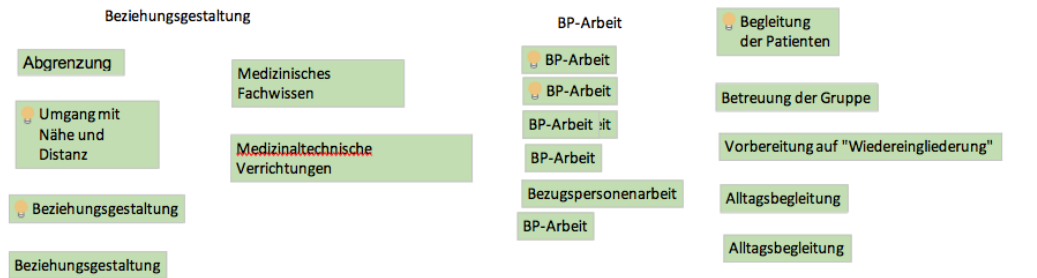 Beziehungsgestaltung
Abgrenzung
Umgang mit
Nähe und
Distanz
Beziehungsgestaltung
Beziehungsgestaltung
Medizinisches
Fachwissen
Medizinaltechnische
Verrichtungen
BP-Arbeit
BP-Arbeit
BP-Arbeit
BP-Arbeit eit
BP-Arbeit
Bezugspersonenarbeit
BP-Arbeit
Begleitung
der Patienten
Betreuung der Gruppe
Vorbereitung auf "Wiedereingliederung"
Alltagsbegleitung
Alltagsbegleitung